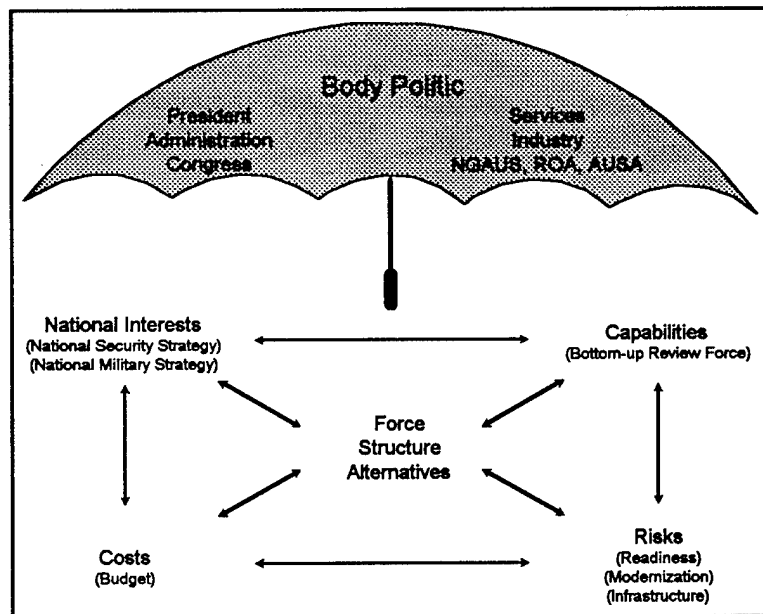 Body Politic
President
Administration
Congress
Services
Industry
NGAUS, ROA, AUSA
National Interests
(National Security Strategy)
(National Military Strategy)
Capabilities
(Bottom-up Review Force)
Force
Structure
Alternatives
Costs
(Budget)
Risks
(Readiness)
(Modernization)
(Infrastructure)